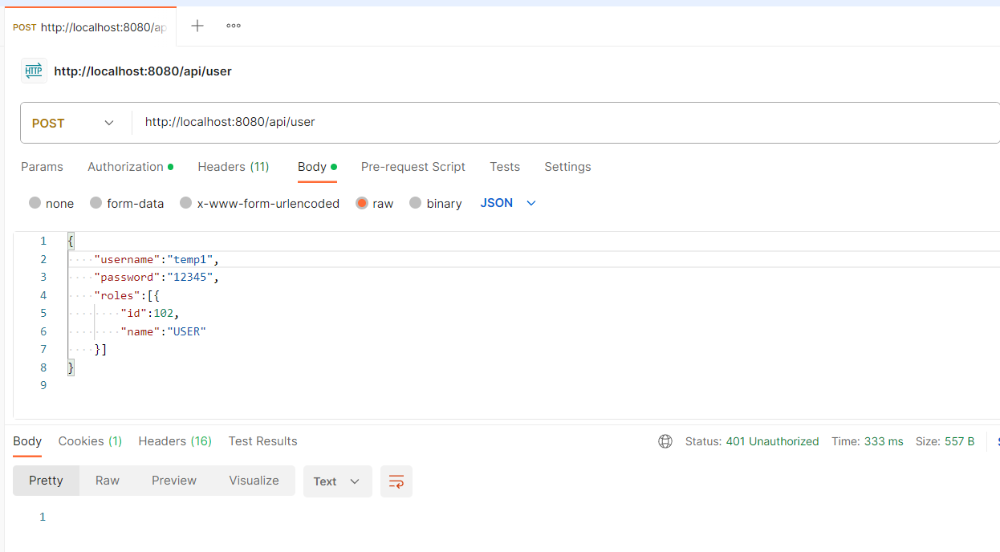 POST http://localhost:8080/ap
HTTP http://localhost:8080/api/user
POST http://localhost:8080/api/user
Params Authorization Headers (11) Body Pre-request Script Tests Settings
none form-data x-www-form-urlencoded raw binary JSON
1 {
2 "username":"temp1",
3 "password":"12345",
4 "roles":[{
5 "id":102,
6 "name":"USER"
7 }]
8 }
9
Body Cookies (1) Headers (16) Test Results Status: 401 Unauthorized Time: 333 ms Size: 557 B
Pretty Raw Preview Visualize Text
1